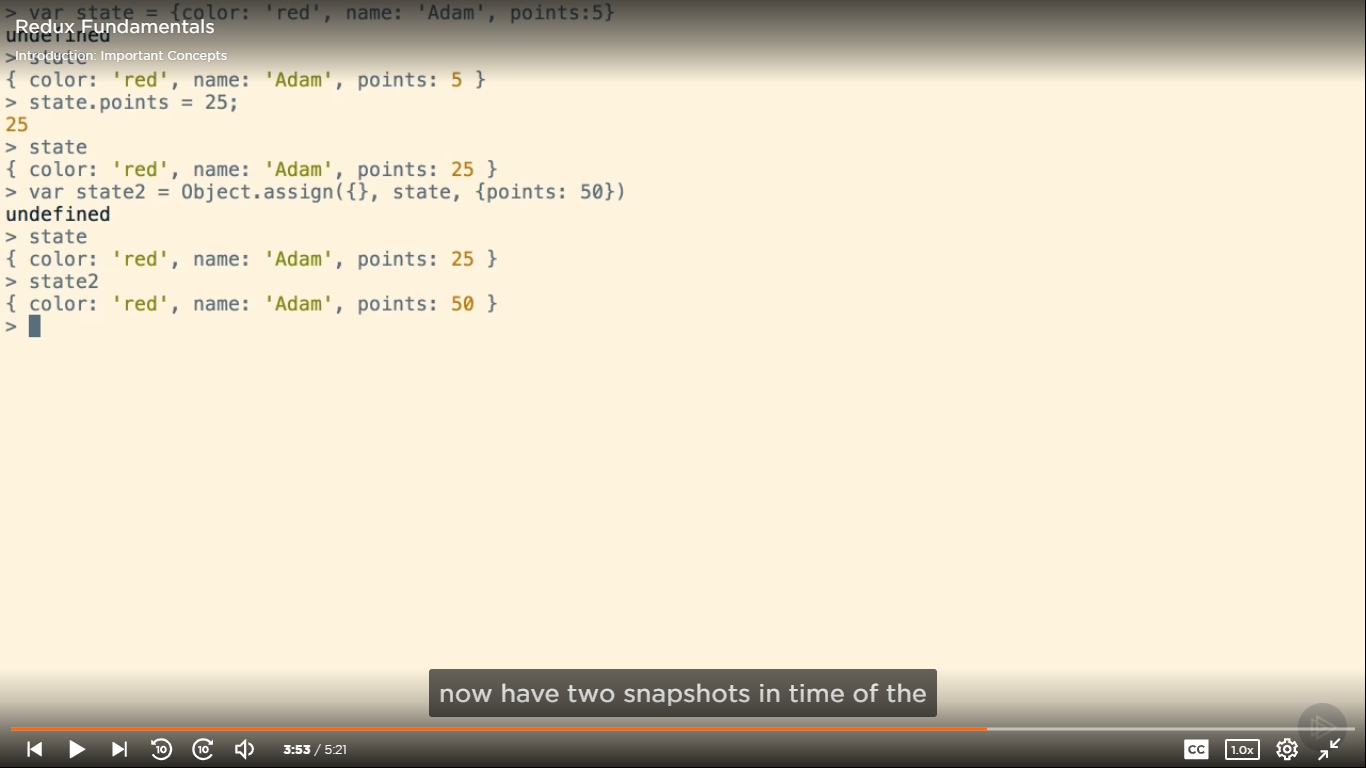 > var state = {color: 'red', name: 'Adam', points:5}
Redux Fundamentals
undefined
Introduction: Important Concepts
> state
{ color: 'red', name: 'Adam', points: 5 }
> state.points = 25;
25
> state
{ color: 'red', name: 'Adam', points: 25 }
> var state2 = Object.assign({}, state, {points: 50})
undefined
> state
{ color: 'red', name: 'Adam', points: 25 }
> state2
{ color: 'red', name: 'Adam', points: 50 }
>
now have two snapshots in time of the
10 10 3:53 / 5:21 CC 1.0x